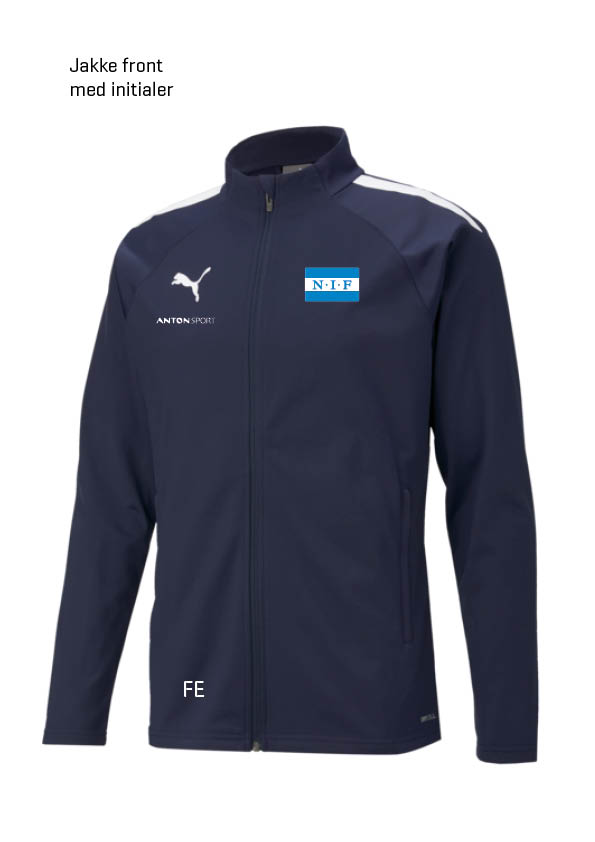 Jakke front
med initialer
N·I·F
ANTON SPORT
FE